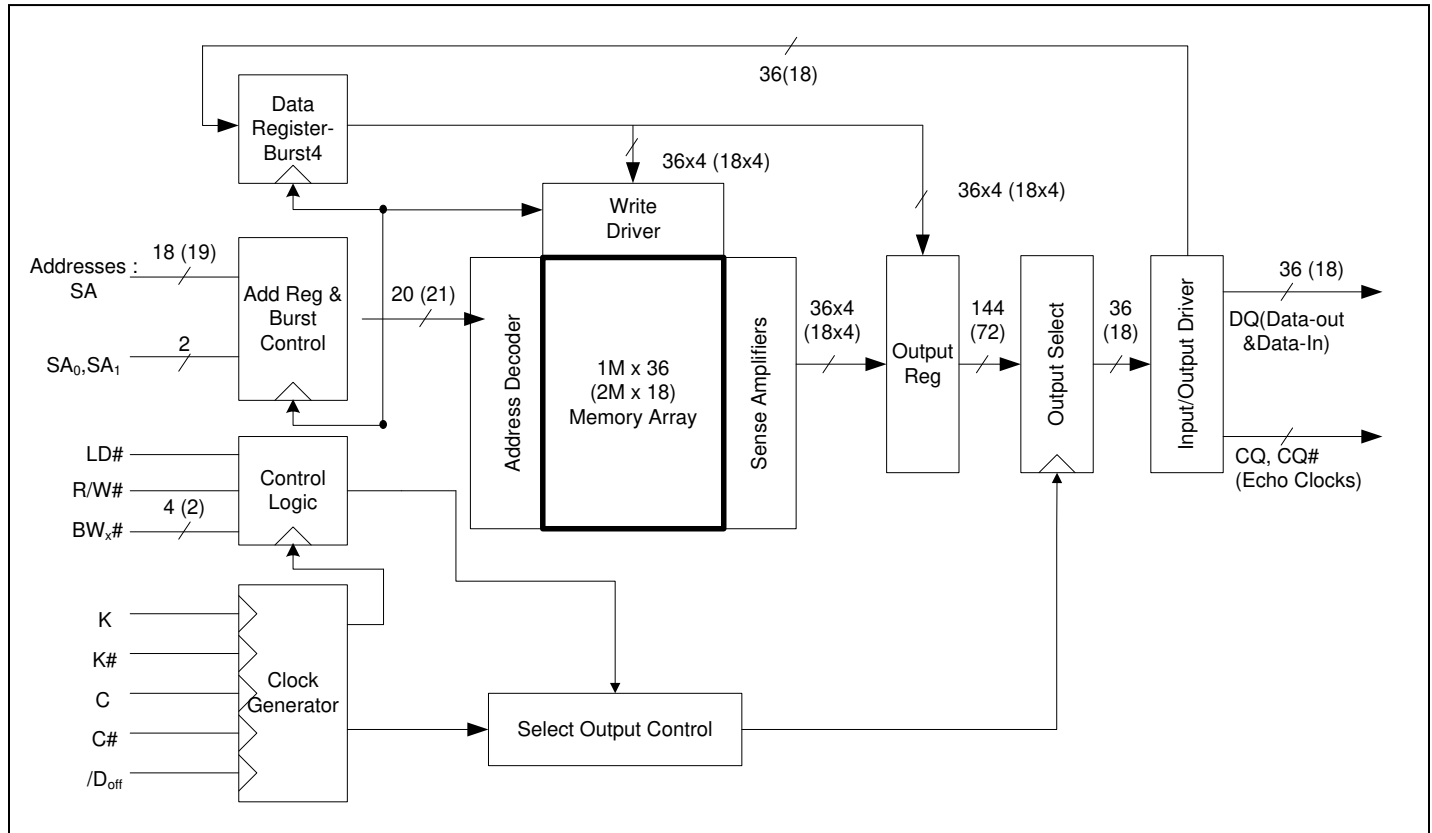 36(18)
Data
Register-
Burst4
36x4 (18x4)
36x4 (18x4)
Write
Driver
Addresses :
SA
18 (19)
SA0,SA1
2
Add Reg &
Burst
Control
20 (21)
Address Decoder
1M x 36
(2M x 18)
Memory Array
Sense Amplifiers
36x4
(18x4)
Output
Reg
144
(72)
Output Select
36
(18)
Input/Output Driver
36 (18)
DQ(Data-out
&Data-In)
CQ, CQ#
(Echo Clocks)
LD#
R/W#
BWx#
4 (2)
Control
Logic
K
K#
C
C#
/Doff
Clock
Generator
Select Output Control